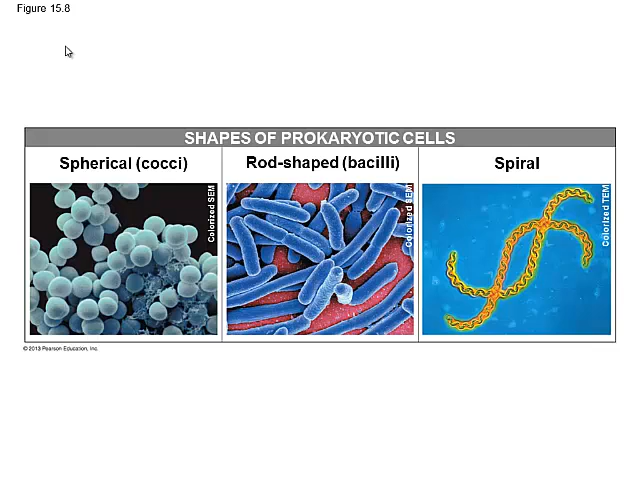 Figure 15.8
SHAPES OF PROKARYOTIC CELLS
Spherical (cocci)
Rod-shaped (bacilli)
Spiral
Colorized SEM
Colorized SEM
Colorized TEM
© 2013 Pearson Education, Inc.